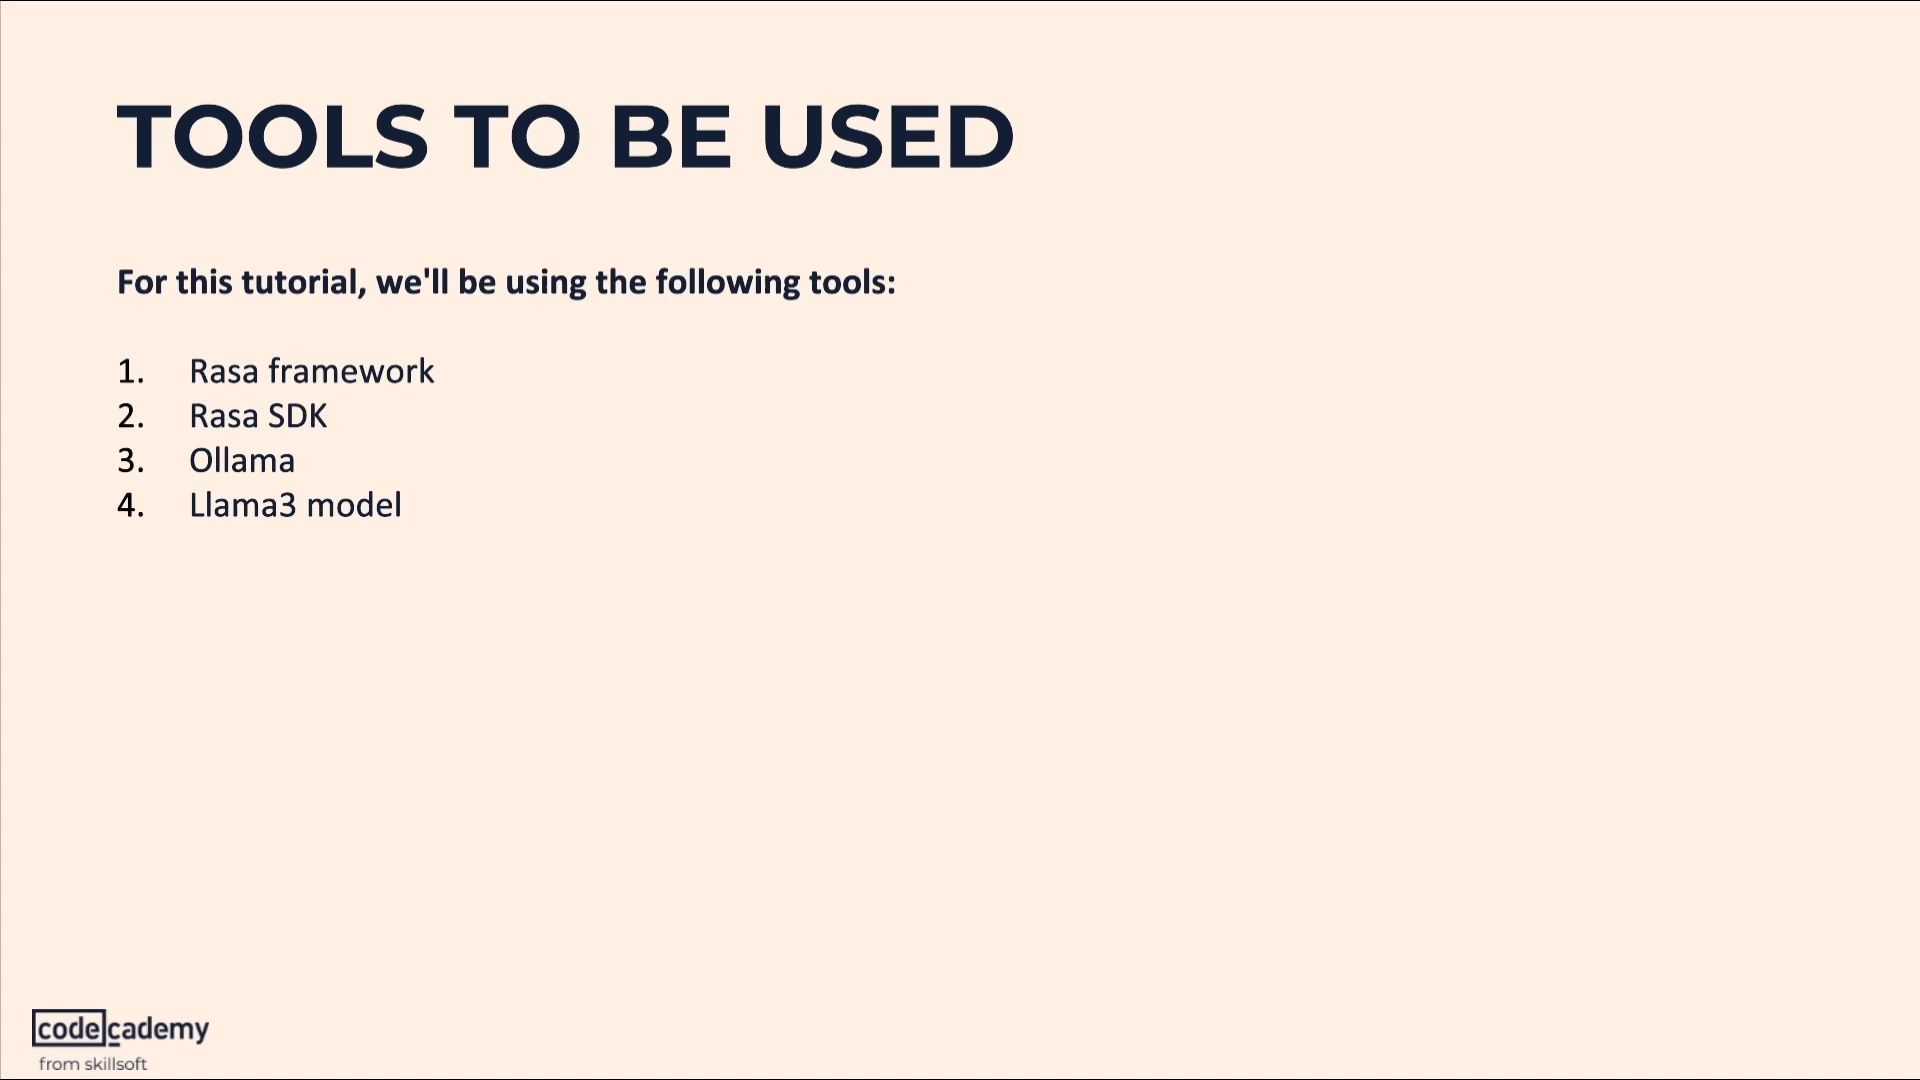 TOOLS TO BE USED
For this tutorial, we'll be using the following tools:
1. Rasa framework
2. Rasa SDK
3. Ollama
4. Llama3 model
codecademy
from skillsoft